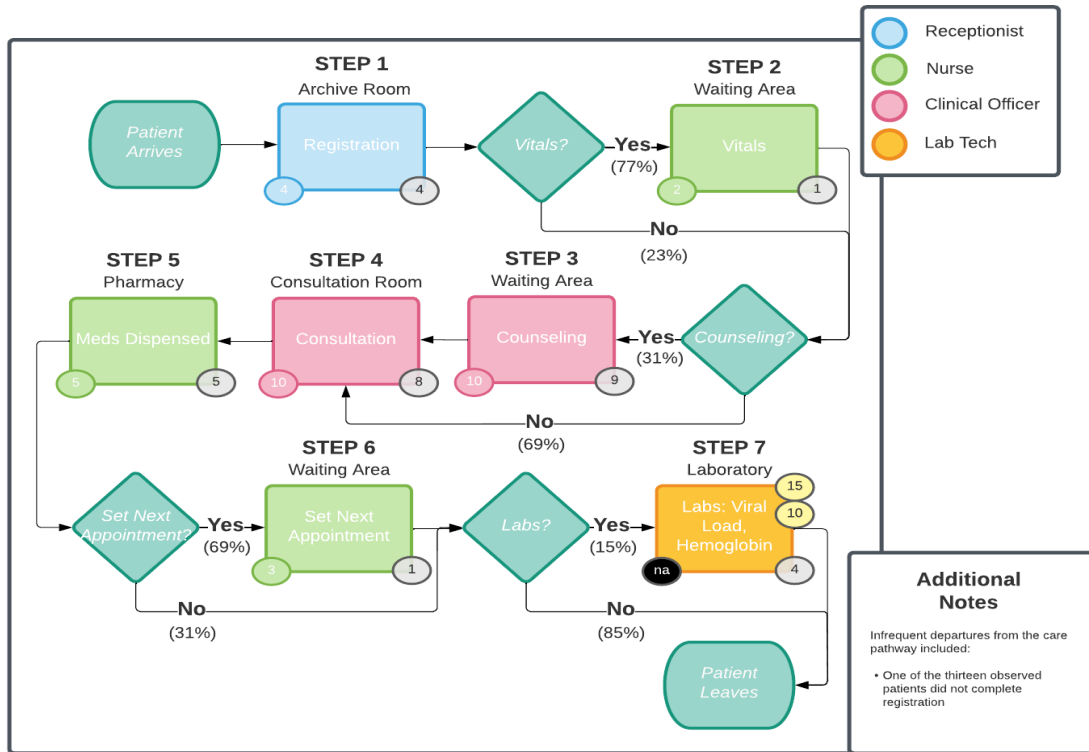 Receptionist
Nurse
Clinical Officer
Lab Tech
STEP 1
Archive Room
STEP 2
Waiting Area
Patient
Arrives
Registration
4
4
Vitals?
Yes
(77%)
Vitals
2
1
No
(23%)
STEP 5
Pharmacy
STEP 4
Consultation Room
STEP 3
Waiting Area
Meds Dispensed
5
5
Consultation
10
8
Counseling
10
9
Yes
(31%)
Counseling?
No
(69%)
STEP 6
Waiting Area
STEP 7
Laboratory
Set Next
Appointment?
Yes
(69%)
Set Next
Appointment
3
1
Labs?
Yes
(15%)
15
10
Labs: Viral
Load,
Hemoglobin
na
4
No
(31%)
No
(85%)
Patient
Leaves
Additional
Notes
Infrequent departures from the care
pathway included:
• One of the thirteen observed
patients did not complete
registration